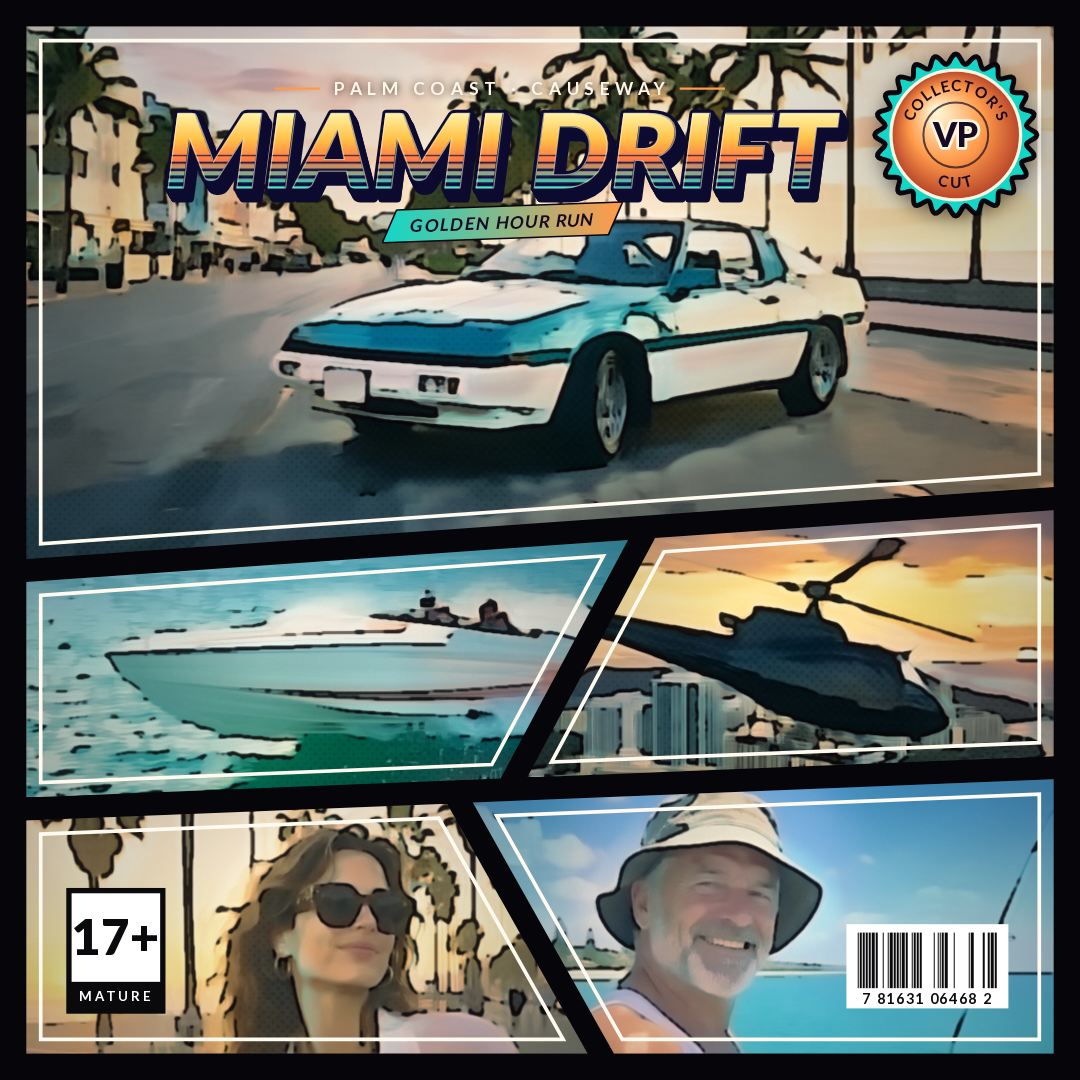 PALM COAST · CAUSEWAY
MIAMI DRIFT
GOLDEN HOUR RUN
COLLECTOR'S
VP
CUT
17+
MATURE
7 81631 06468 2